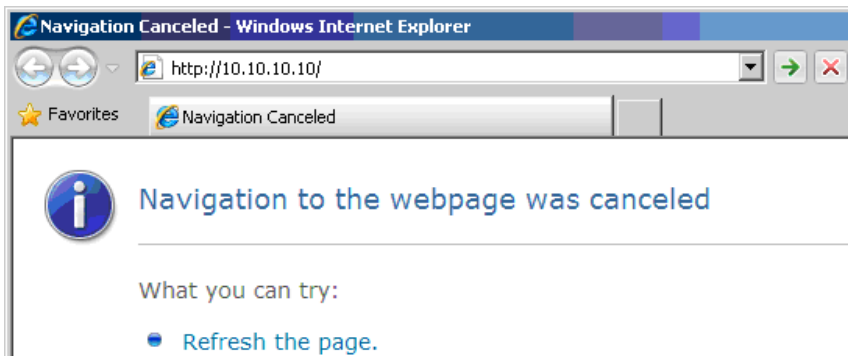 Navigation Canceled - Windows Internet Explorer
http://10.10.10.10/
Favorites
Navigation Canceled
Navigation to the webpage was canceled
What you can try:
Refresh the page.